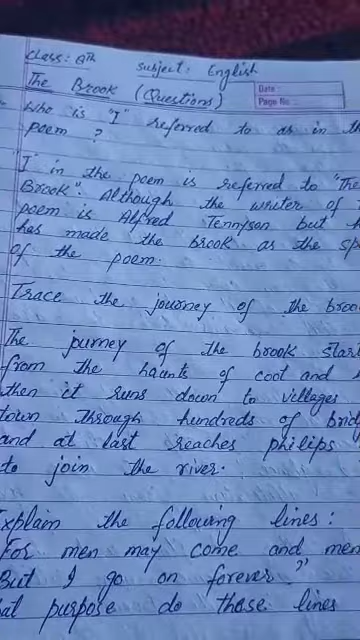 class: 8th subject: English
The Brook (Questions)
Date:
Page No:
Who is "I" referred to as in the
poem ?
"I" in the poem is referred to "The
Brook". Although the writer of
poem is Alfred Tennyson but
has made the brook as the
of the poem.
Trace the journey of the
The journey of the brook
from the haunts of coot and
then it runs down to villages
town through hundreds of
and at last reaches philips
to join the river.
Explain the following lines:
For men may come and men
But I go on forever."
purpose do these lines